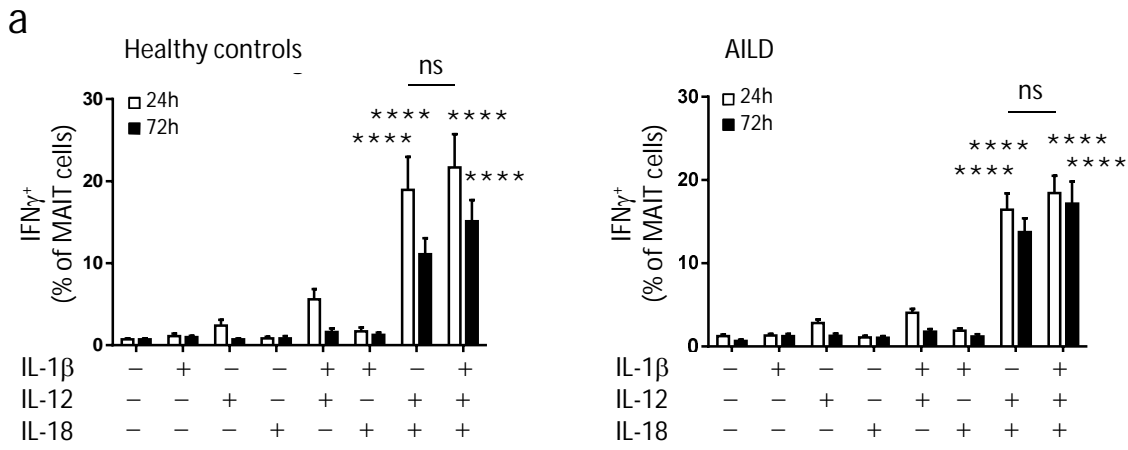 a
Healthy controls
ns
30
20
10
0
24h
72h
****
****
****
****
IFNγ+
(% of MAIT cells)
IL-1β − + − − + + − +
IL-12 − − + − + − + +
IL-18 − − − + − + + +
AILD
ns
30
20
10
0
24h
72h
****
****
****
****
IFNγ+
(% of MAIT cells)
IL-1β − + − − + + − +
IL-12 − − + − + − + +
IL-18 − − − + − + + +